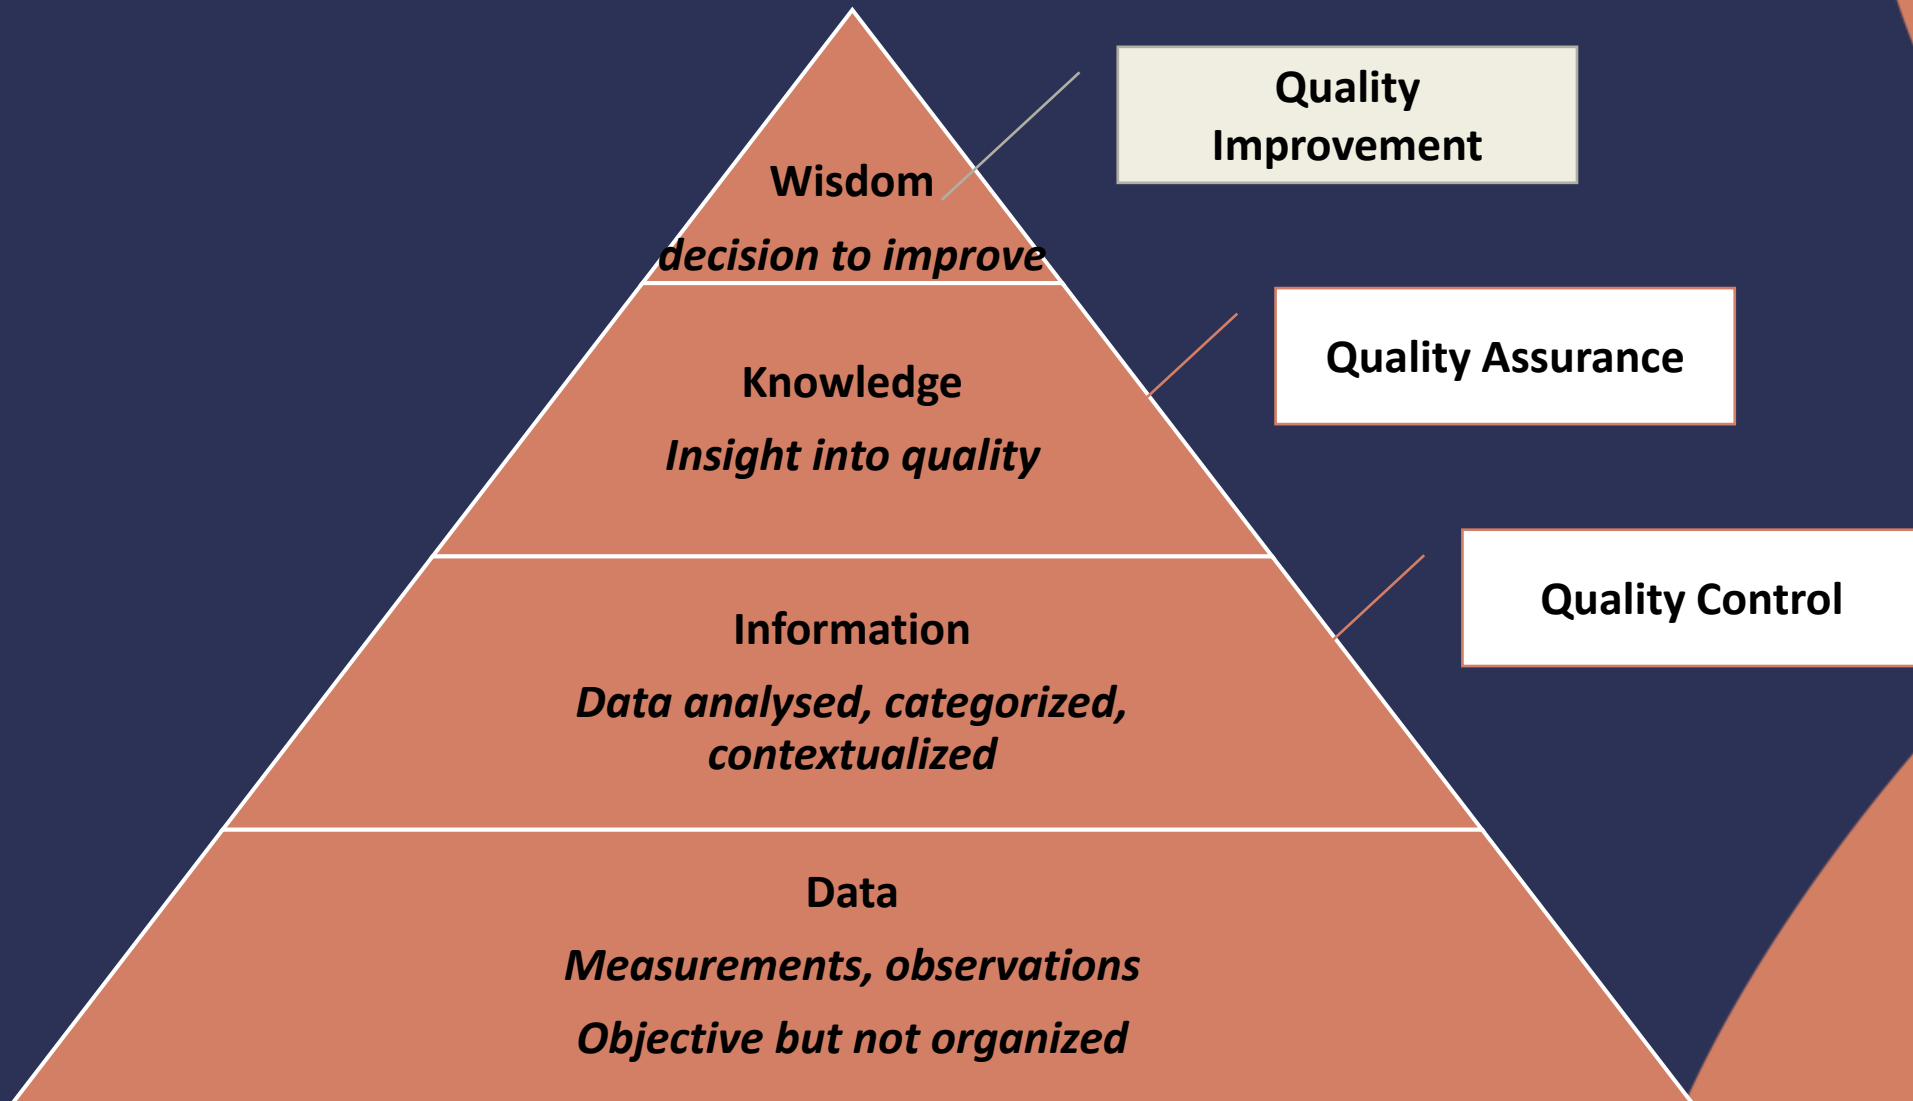 Quality
Improvement
Wisdom
decision to improve
Quality Assurance
Knowledge
Insight into quality
Quality Control
Information
Data analysed, categorized,
contextualized
Data
Measurements, observations
Objective but not organized